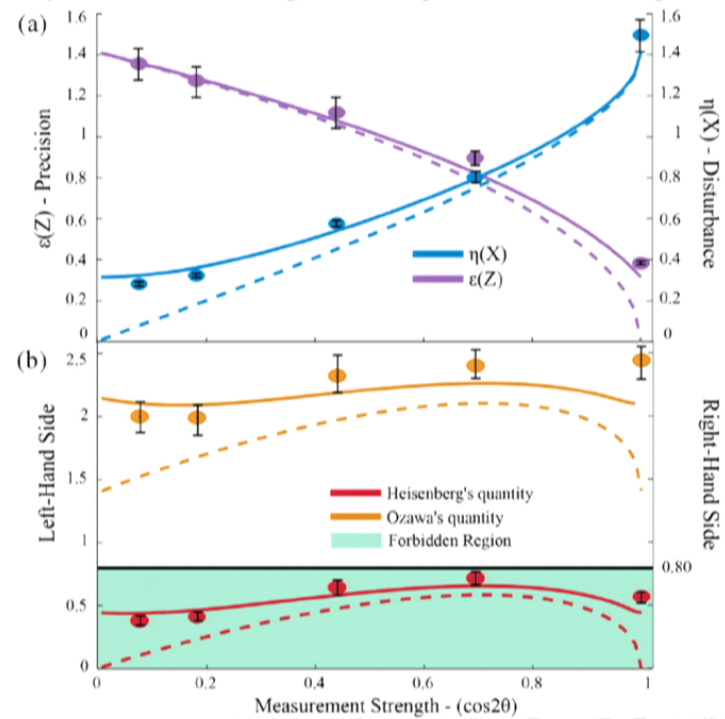 (a)
1.6
1.4
1.2
1
0.8
0.6
0.4
0.2
0
ε(Z) - Precision
1.6
1.4
1.2
1
0.8
0.6
0.4
0.2
0
η(X) - Disturbance
η(X)
ε(Z)
(b)
2.5
2
1.5
1
0.5
0
Left-Hand Side
Right-Hand Side
Heisenberg's quantity
Ozawa's quantity
Forbidden Region
0.80
0 0.2 0.4 0.6 0.8 1
Measurement Strength - (cos2θ)